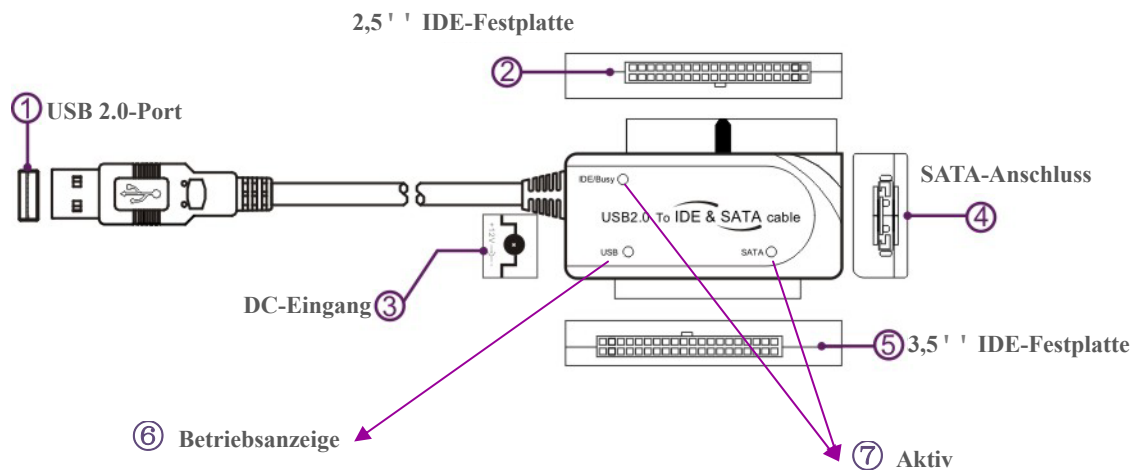 2,5'' IDE-Festplatte
②
① USB 2.0-Port
IDE/Busy
USB2.0 To IDE & SATA cable
USB
SATA
SATA-Anschluss
④
+12V
DC-Eingang ③
⑤ 3,5'' IDE-Festplatte
⑥ Betriebsanzeige
⑦ Aktiv